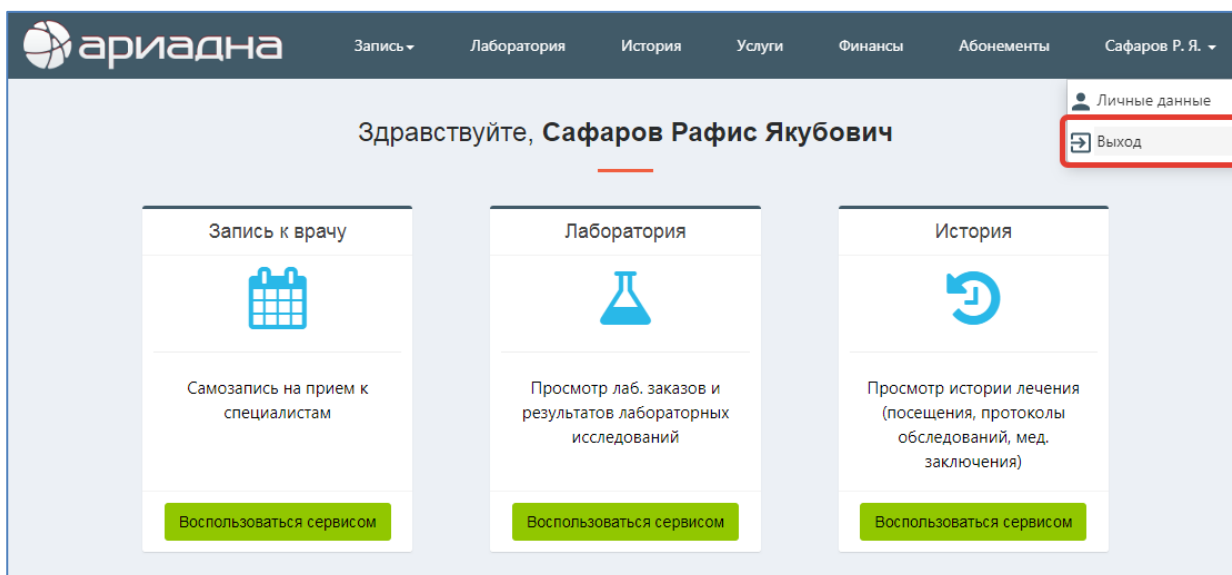 ариадна
Запись
Лаборатория
История
Услуги
Финансы
Абонементы
Сафаров Р. Я.
Личные данные
Выход
Здравствуйте, Сафаров Рафис Якубович
Запись к врачу
Самозапись на прием к
специалистам
Воспользоваться сервисом
Лаборатория
Просмотр лаб. заказов и
результатов лабораторных
исследований
Воспользоваться сервисом
История
Просмотр истории лечения
(посещения, протоколы
обследований, мед.
заключения)
Воспользоваться сервисом